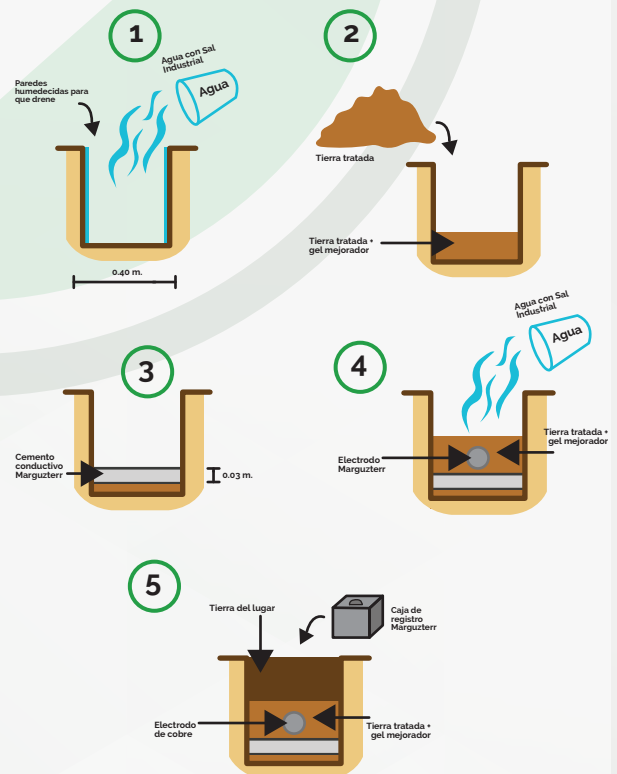 1
Agua con Sal
Industrial
Agua
Paredes
humedecidas para
que drene
0.40 m.
2
Tierra tratada
Tierra tratada +
gel mejorador
3
Cemento
conductivo
Marguzterr
0.03 m.
4
Agua con Sal
Industrial
Agua
Tierra tratada +
gel mejorador
Electrodo
Marguzterr
5
Tierra del lugar
Caja de
registro
Marguzterr
Electrodo
de cobre
Tierra tratada +
gel mejorador